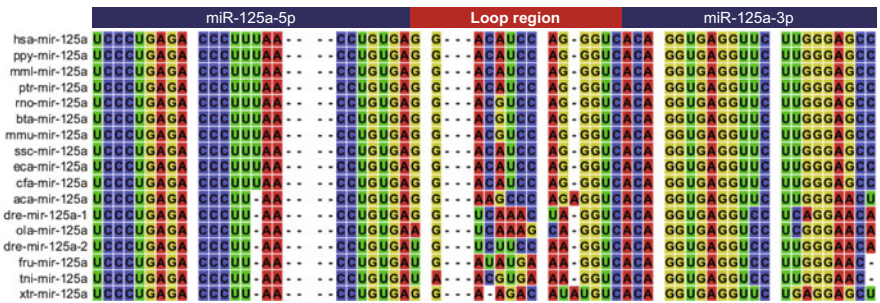 miR-125a-5p Loop region miR-125a-3p
hsa-mir-125a UCCCUGAGA CCCUUUAA-- --CCUGUGAG G---ACAUCC AG-GGUCACA GGUGAGGUUC UUGGGAGCC
ppy-mir-125a UCCCUGAGA CCCUUUAA-- --CCUGUGAG G---ACAUCC AG-GGUCACA GGUGAGGUUC UUGGGAGCC
mml-mir-125a UCCCUGAGA CCCUUUAA-- --CCUGUGAG G---ACAUCC AG-GGUCACA GGUGAGGUUC UUGGGAGCC
ptr-mir-125a UCCCUGAGA CCCUUUAA-- --CCUGUGAG G---ACAUCC AG-GGUCACA GGUGAGGUUC UUGGGAGCC
rno-mir-125a UCCCUGAGA CCCUUUAA-- --CCUGUGAG G---ACGUCC AG-GGUCACA GGUGAGGUUC UUGGGAGCC
bta-mir-125a UCCCUGAGA CCCUUUAA-- --CCUGUGAG G---ACGUCC AG-GGUCACA GGUGAGGUUC UUGGGAGCC
mmu-mir-125a UCCCUGAGA CCCUUUAA-- --CCUGUGAG G---ACGUCC AG-GGUCACA GGUGAGGUUC UUGGGAGCC
ssc-mir-125a UCCCUGAGA CCCUUUAA-- --CCUGUGAG G---ACAUCC AG-GGUCACA GGUGAGGUUC UUGGGAGCC
eca-mir-125a UCCCUGAGA CCCUUUAA-- --CCUGUGAG G---ACAUCC AG-GGUCACA GGUGAGGUUC UUGGGAGCC
cfa-mir-125a UCCCUGAGA CCCUUUAA-- --CCUGUGAG G---ACAUCC AG-GGUCACA GGUGAGGUUC UUGGGAGCC
aca-mir-125a UCCCUGAGA CCCUU-AA-- --CCUGUGAG G---AAGCCC AGAGGUCACA GGUGAGGUUC UUGGGAACU
dre-mir-125a-1 UCCCUGAGA CCCUU-AA-- --CCUGUGAG G---UCAAAC UA-GGUCACA GGUGAGGUCC UCAGGAACA
ola-mir-125a UCCCUGAGA CCCUU-AA-- --CCUGUGAU G---UCAAAG CA-GGUCACA GGUGAGGUUC UCGGGAACA
dre-mir-125a-2 UCCCUGAGA CCCUU-AA-- --CCUGUGAU G---UCUUCC AA-GGUCACA GGUGAGGUUC UUGGGAACA
fru-mir-125a UCCCUGAGA CCCUU-AA-- --CCUGUGAU G---AUAUGA AA-GGUCACA GGUGAGGUUC UUGGGAAC-
tni-mir-125a UCCCUGAGA CCCUU-AA-- --CCUGUGAU A---ACGUGA AA-GGUCACA GGUGAGGUUC UUGGGAAC-
xtr-mir-125a UCCCUGAGA CCCUU-AA-- --CCUGUGAG G---A-AGAC AUAUGUCACA GGUGAGGUUC UGAGGAGCU